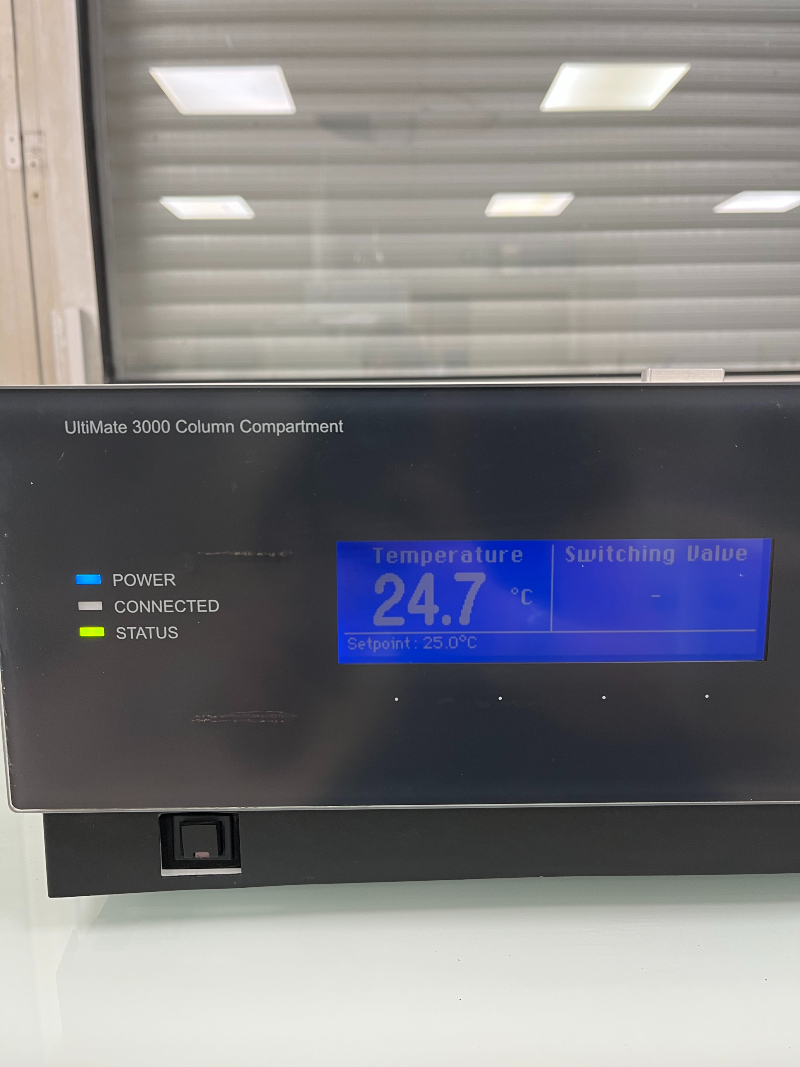 UltiMate 3000 Column Compartment
POWER
CONNECTED
STATUS
Temperature
24.7 °C
Setpoint: 25.0°C
Switching Valve
-